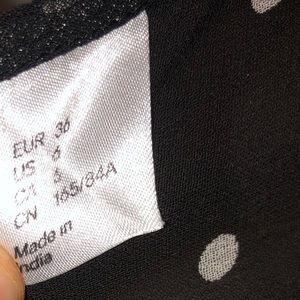 EUR 36
US 6
CA 6
CN 165/84A
Made in
India